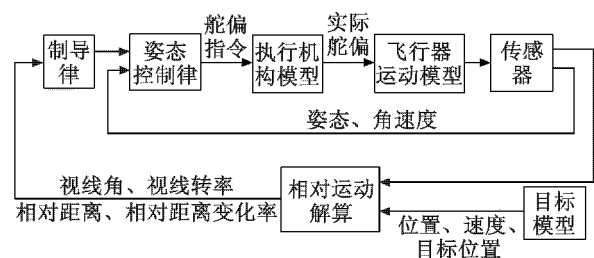 制导
律
姿态
控制律
舵偏
指令
执行机
构模型
实际
舵偏
飞行器
运动模型
传感
器
姿态、角速度
视线角、视线转率
相对距离、相对距离变化率
相对运动
解算
位置、速度、
目标位置
目标
模型